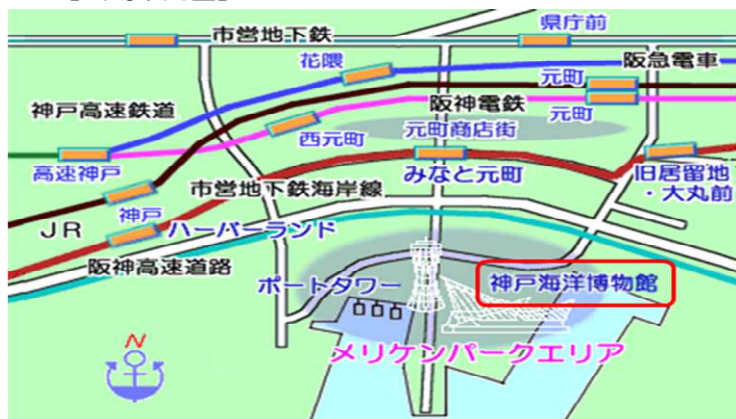 市営地下鉄
県庁前
花隈
阪急電車
元町
神戸高速鉄道
阪神電鉄
元町
西元町
元町商店街
高速神戸
みなと元町
旧居留地
・大丸前
神戸
市営地下鉄海岸線
JR
ハーバーランド
阪神高速道路
ポートタワー
神戸海洋博物館
メリケンパークエリア
N